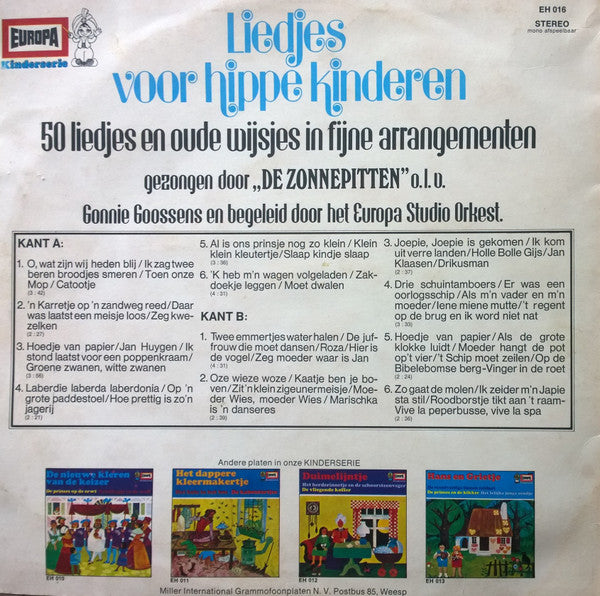 EUROPA
Kinderserie
EH 016
STEREO
mono afspeelbaar
Liedjes
voor hippe kinderen
50 liedjes en oude wijsjes in fijne arrangementen
gezongen door „DE ZONNEPITTEN” o.l.v.
Gonnie Goossens en begeleid door het Europa Studio Orkest.
KANT A:
1. O, wat zijn wij heden blij / Ik zag twee
beren broodjes smeren / Toen onze
Mop / Catootje
(3 : 42)
2. 'n Karretje op 'n zandweg reed / Daar
was laatst een meisje loos / Zeg kwe-
zelken
(2 : 27)
3. Hoedje van papier / Jan Huygen / Ik
stond laatst voor een poppenkraam /
Groene zwanen, witte zwanen
(3 : 56)
4. Laberdie laberda laberdonia / Op 'n
grote paddestoel / Hoe prettig is zo'n
jagerij
(2 : 21)
5. Al is ons prinsje nog zo klein / Klein
klein kleutertje / Slaap kindje slaap
(3 : 36)
6. 'K heb m'n wagen volgeladen / Zak-
doekje leggen / Moet dwalen
(4 : 31)
KANT B:
1. Twee emmertjes water halen / De juf-
frouw die moet dansen / Roza / Hier is
de vogel / Zeg moeder waar is Jan
(4 : 31)
2. Oze wieze woze / Kaatje ben je bo-
ven / Zit 'n klein zigeunermeisje / Moe-
der Wies, moeder Wies / Marischka
is 'n danseres
(2 : 39)
3. Joepie, Joepie is gekomen / Ik kom
uit verre landen / Holle Bolle Gijs / Jan
Klaasen / Drikusman
(2 : 37)
4. Drie schuintamboers / Er was een
oorlogsschip / Als m'n vader en m'n
moeder / Iene miene mutte / 't regent
op de brug en ik word niet nat
(3 : 33)
5. Hoedje van papier / Als de grote
klokke luidt / Moeder hangt de pot
op 't vier / 't Schip moet zeilen / Op de
Bibelebomse berg-Vinger in de roet
(2 : 24)
6. Zo gaat de molen / Ik zeider m'n Japie
sta stil / Roodborstje tikt aan 't raam-
Vive la peperbusse, vive la spa
(2 : 36)
Andere platen in onze KINDERSERIE
De nieuwe kleren
van de keizer
De prinses op de erwt
EH 010
Het dappere
kleermakertje
EH 011
Duimelijntje
Het herderinnetje en de schoorsteenveger
De vliegende koffer
EH 012
Hans en Grietje
EH 013
Miller International Grammofoonplaten N. V. Postbus 85, Weesp